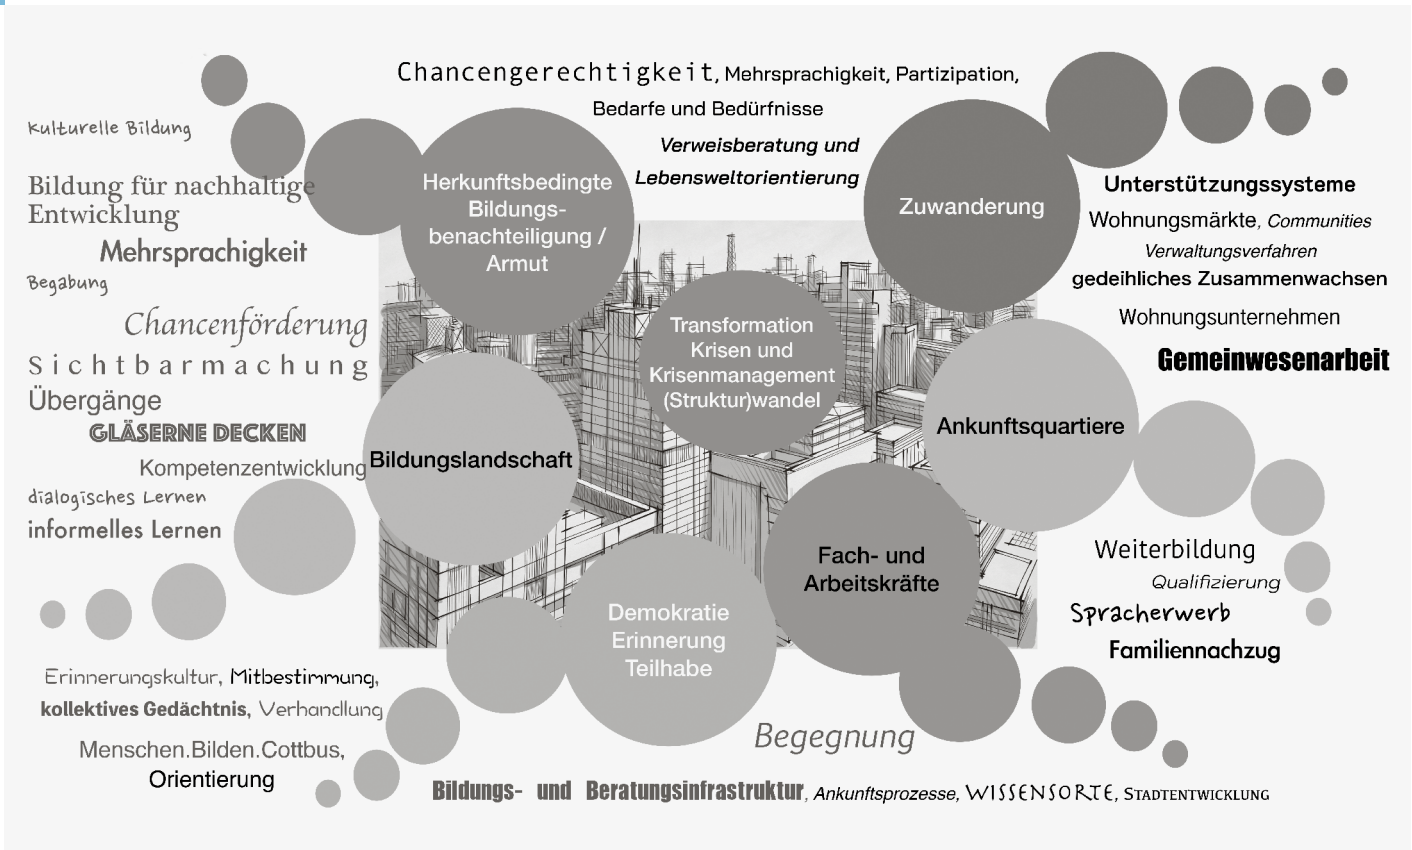 Chancengerechtigkeit, Mehrsprachigkeit, Partizipation,
Bedarfe und Bedürfnisse
Verweisberatung und
Lebensweltorientierung
Kulturelle Bildung
Bildung für nachhaltige
Entwicklung
Mehrsprachigkeit
Begabung
Chancenförderung
Sichtbarmachung
Übergänge
GLÄSERNE DECKEN
Kompetenzentwicklung
dialogisches Lernen
informelles Lernen
Herkunftsbedingte
Bildungs-
benachteiligung /
Armut
Zuwanderung
Transformation
Krisen und
Krisenmanagement
(Struktur)wandel
Bildungslandschaft
Ankunftsquartiere
Fach- und
Arbeitskräfte
Demokratie
Erinnerung
Teilhabe
Unterstützungssysteme
Wohnungsmärkte, Communities
Verwaltungsverfahren
gedeihliches Zusammenwachsen
Wohnungsunternehmen
Gemeinwesenarbeit
Weiterbildung
Qualifizierung
Spracherwerb
Familiennachzug
Erinnerungskultur, Mitbestimmung,
kollektives Gedächtnis, Verhandlung
Menschen.Bilden.Cottbus,
Orientierung
Begegnung
Bildungs- und Beratungsinfrastruktur, Ankunftsprozesse, WISSENSORTE, STADTENTWICKLUNG